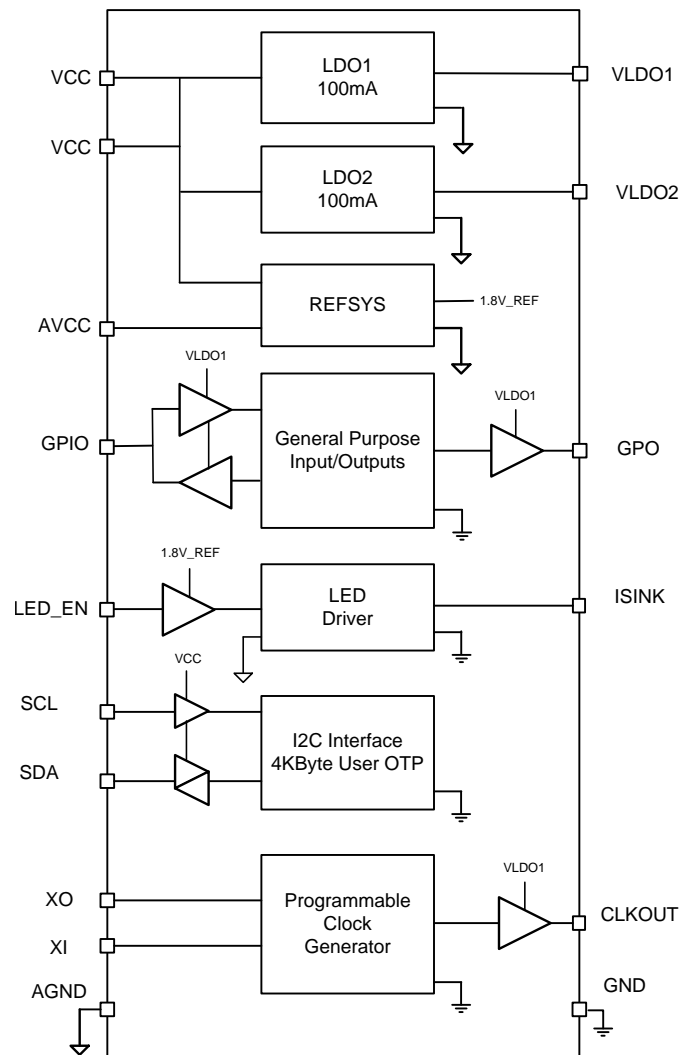 VCC
LDO1
100mA
VLDO1
VCC
LDO2
100mA
VLDO2
REFSYS
1.8V_REF
AVCC
VLDO1
GPIO
General Purpose
Input/Outputs
VLDO1
GPO
1.8V_REF
LED_EN
LED
Driver
ISINK
VCC
SCL
I2C Interface
4KByte User OTP
SDA
XO
Programmable
Clock
Generator
VLDO1
CLKOUT
XI
AGND
GND